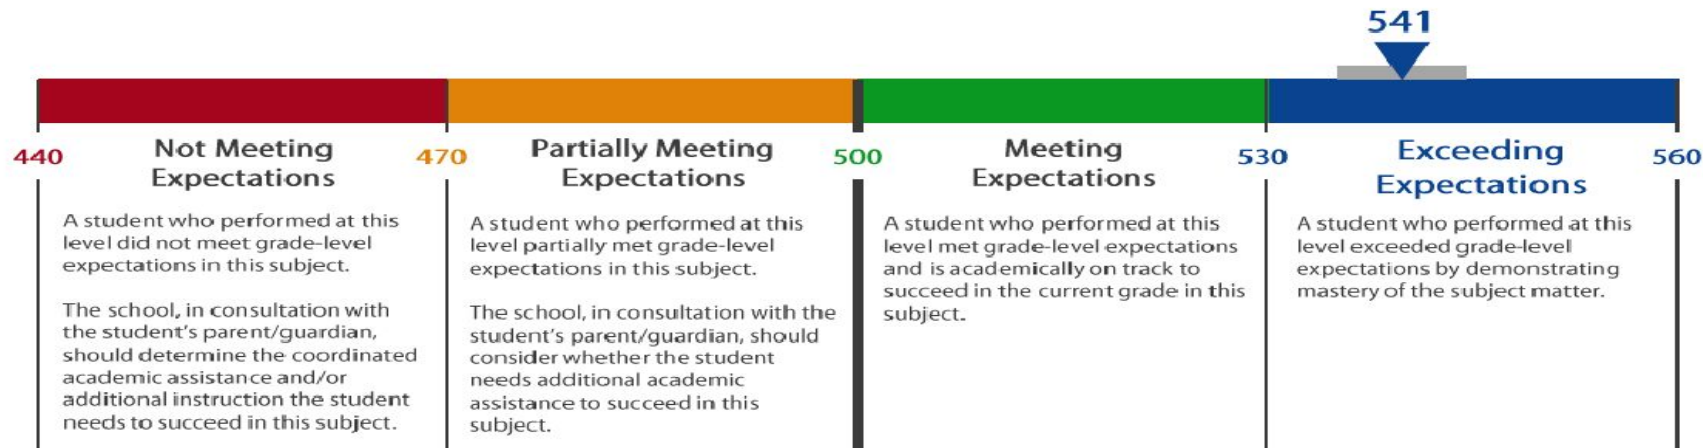 541
440
Not Meeting
Expectations
470
Partially Meeting
Expectations
500
Meeting
Expectations
530
Exceeding
Expectations
560
A student who performed at this
level did not meet grade-level
expectations in this subject.
The school, in consultation with
the student's parent/guardian,
should determine the coordinated
academic assistance and/or
additional instruction the student
needs to succeed in this subject.
A student who performed at this
level partially met grade-level
expectations in this subject.
The school, in consultation with the
student's parent/guardian, should
consider whether the student
needs additional academic
assistance to succeed in this
subject.
A student who performed at this
level met grade-level expectations
and is academically on track to
succeed in the current grade in this
subject.
A student who performed at this
level exceeded grade-level
expectations by demonstrating
mastery of the subject matter.